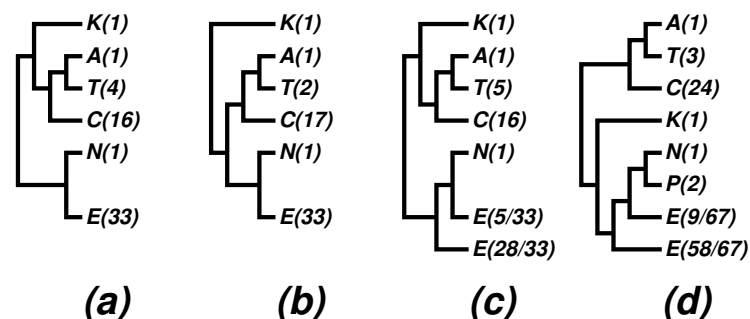 K(1)
A(1)
T(4)
C(16)
N(1)
E(33)
(a)
K(1)
A(1)
T(2)
C(17)
N(1)
E(33)
(b)
K(1)
A(1)
T(5)
C(16)
N(1)
E(5/33)
E(28/33)
(c)
A(1)
T(3)
C(24)
K(1)
N(1)
P(2)
E(9/67)
E(58/67)
(d)